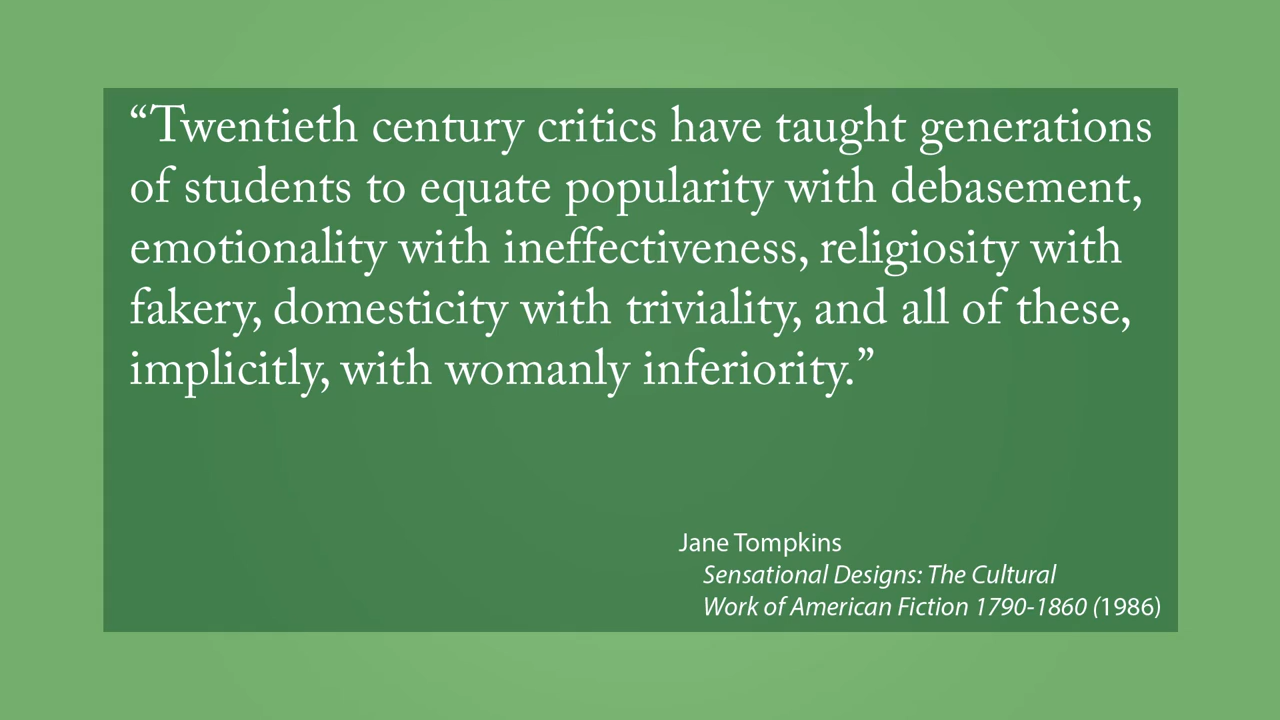 “Twentieth century critics have taught generations
of students to equate popularity with debasement,
emotionality with ineffectiveness, religiosity with
fakery, domesticity with triviality, and all of these,
implicitly, with womanly inferiority.”
Jane Tompkins
Sensational Designs: The Cultural
Work of American Fiction 1790-1860 (1986)